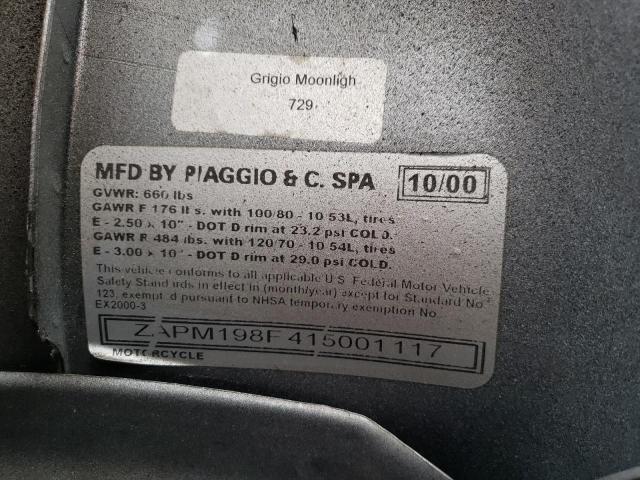 Grigio Moonligh
729
MFD BY PIAGGIO & C. SPA 10/00
GVWR: 660 lbs
GAWR F 176 lbs. with 100/80 - 10 53L, tires
E - 2.50 x 10" - DOT D rim at 23.2 psi COLD.
GAWR R 484 lbs. with 120/70 - 10 54L, tires
E - 3.00 x 10" - DOT D rim at 29.0 psi COLD.
This vehicle conforms to all applicable U.S. Federal Motor Vehicle
Safety Standards in effect in (month/year) except for Standard No
123, exempted pursuant to NHSA temporary exemption No
EX2000-3
ZAPM198F415001117
MOTORCYCLE